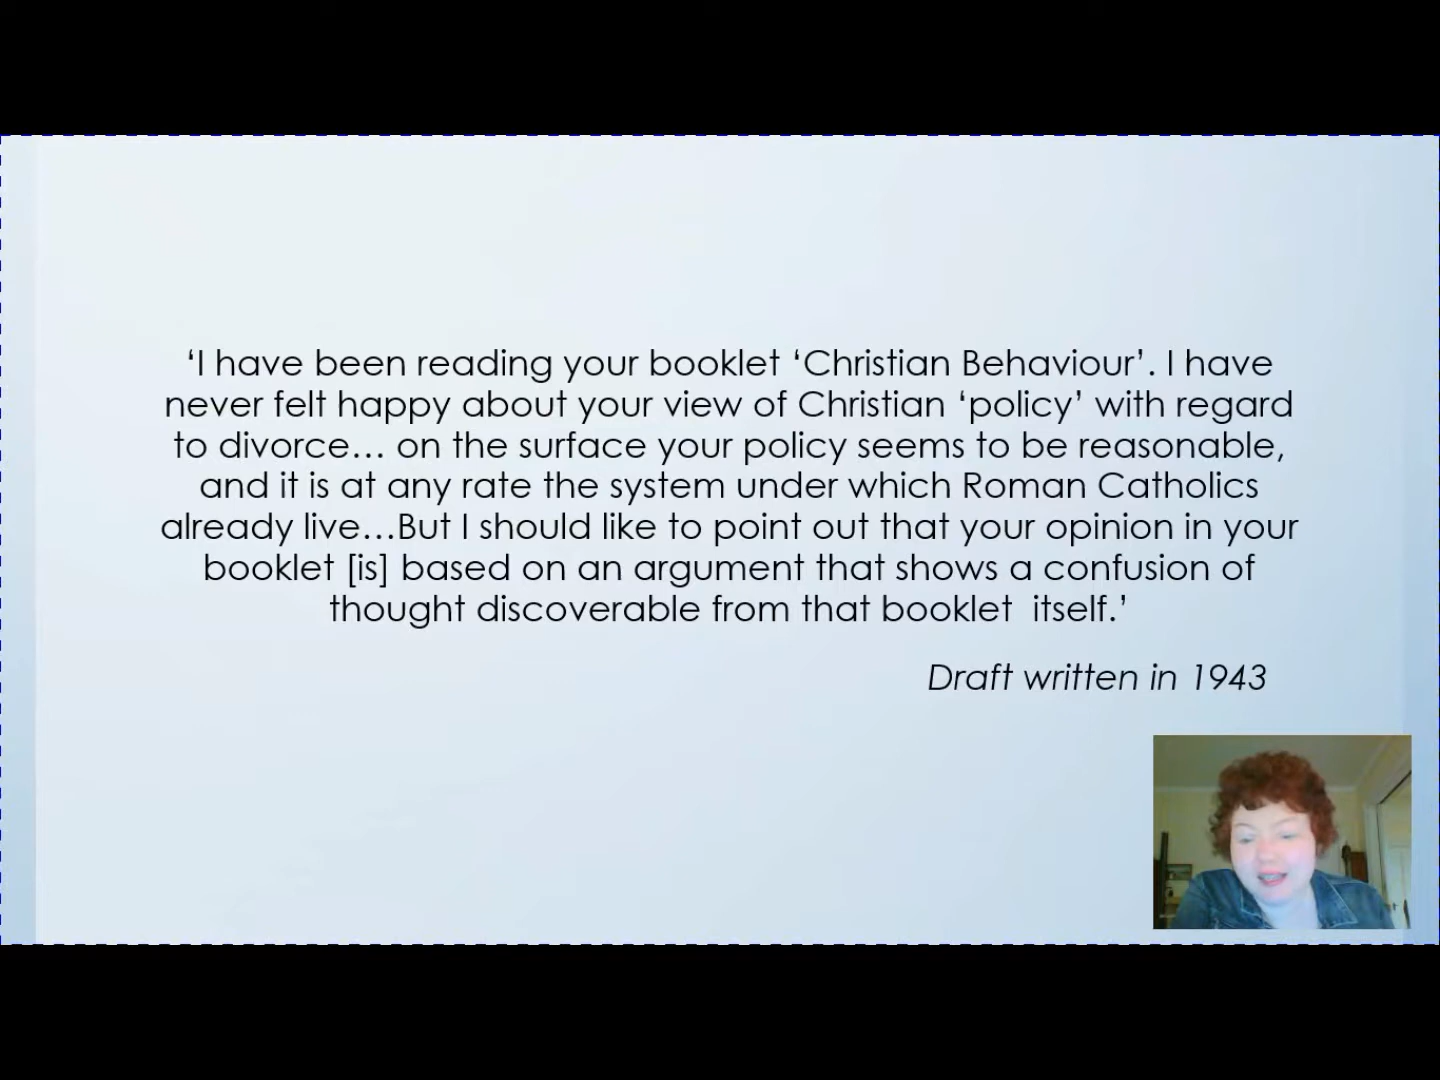 ‘I have been reading your booklet ‘Christian Behaviour’. I have
never felt happy about your view of Christian ‘policy’ with regard
to divorce… on the surface your policy seems to be reasonable,
and it is at any rate the system under which Roman Catholics
already live…But I should like to point out that your opinion in your
booklet [is] based on an argument that shows a confusion of
thought discoverable from that booklet  itself.’
Draft written in 1943